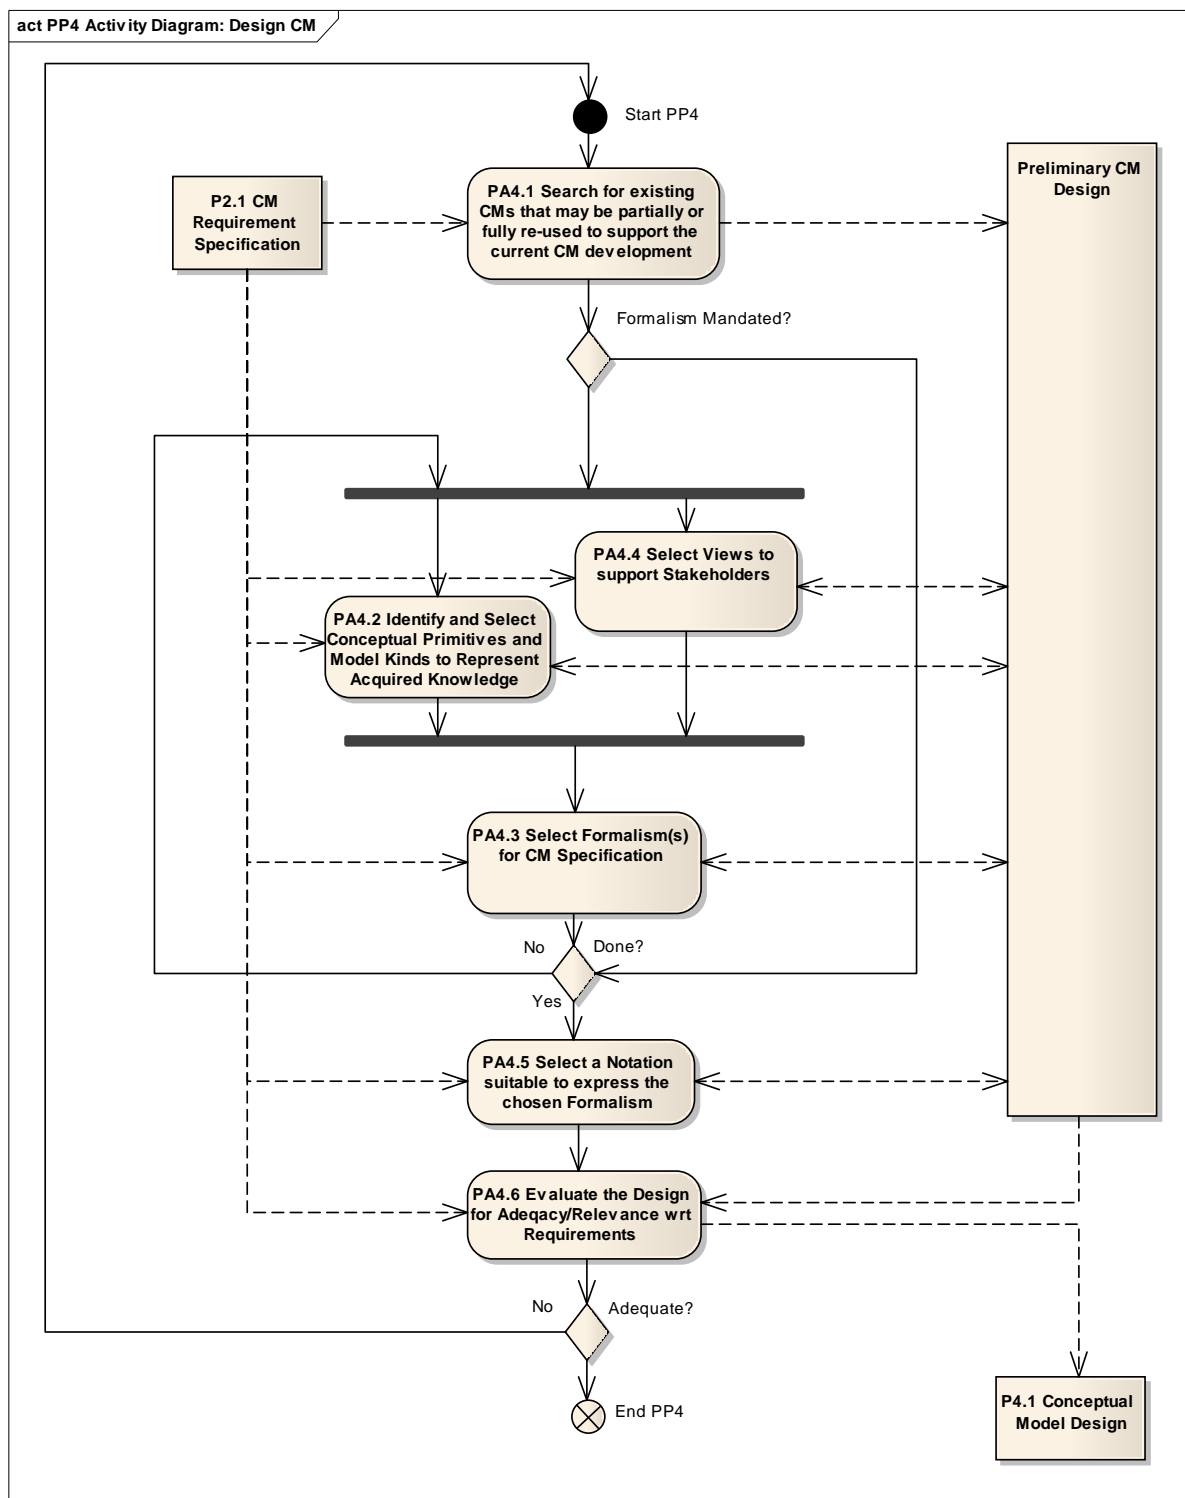 act PP4 Activity Diagram: Design CM
Start PP4
PA4.1 Search for existing
CMs that may be partially or
fully re-used to support the
current CM development
P2.1 CM
Requirement
Specification
Preliminary CM
Design
Formalism Mandated?
PA4.4 Select Views to
support Stakeholders
PA4.2 Identify and Select
Conceptual Primitives and
Model Kinds to Represent
Acquired Knowledge
PA4.3 Select Formalism(s)
for CM Specification
No
Done?
Yes
PA4.5 Select a Notation
suitable to express the
chosen Formalism
PA4.6 Evaluate the Design
for Adeqacy/Relevance wrt
Requirements
No
Adequate?
End PP4
P4.1 Conceptual
Model Design